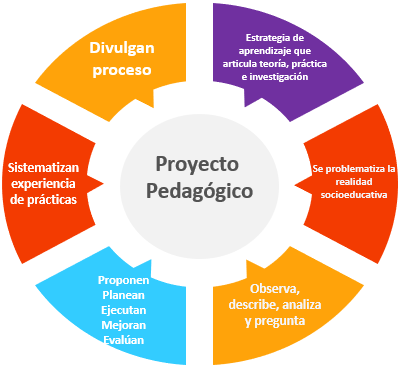 Proyecto
Pedagógico
Estrategia de
aprendizaje que
articula teoría, práctica
e investigación
Se problematiza la
realidad
socioeducativa
Observa,
describe, analiza
y pregunta
Proponen
Planean
Ejecutan
Mejoran
Evalúan
Sistematizan
experiencia
de prácticas
Divulgan
proceso